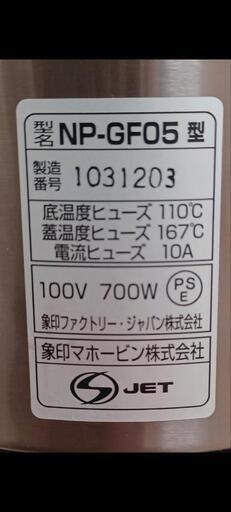 型名 NP-GF05 型
製造番号 1031203
底温度ヒューズ 110℃
蓋温度ヒューズ 167℃
電流ヒューズ 10A
100V 700W PSE
象印ファクトリー・ジャパン株式会社
象印マホービン株式会社
S JET